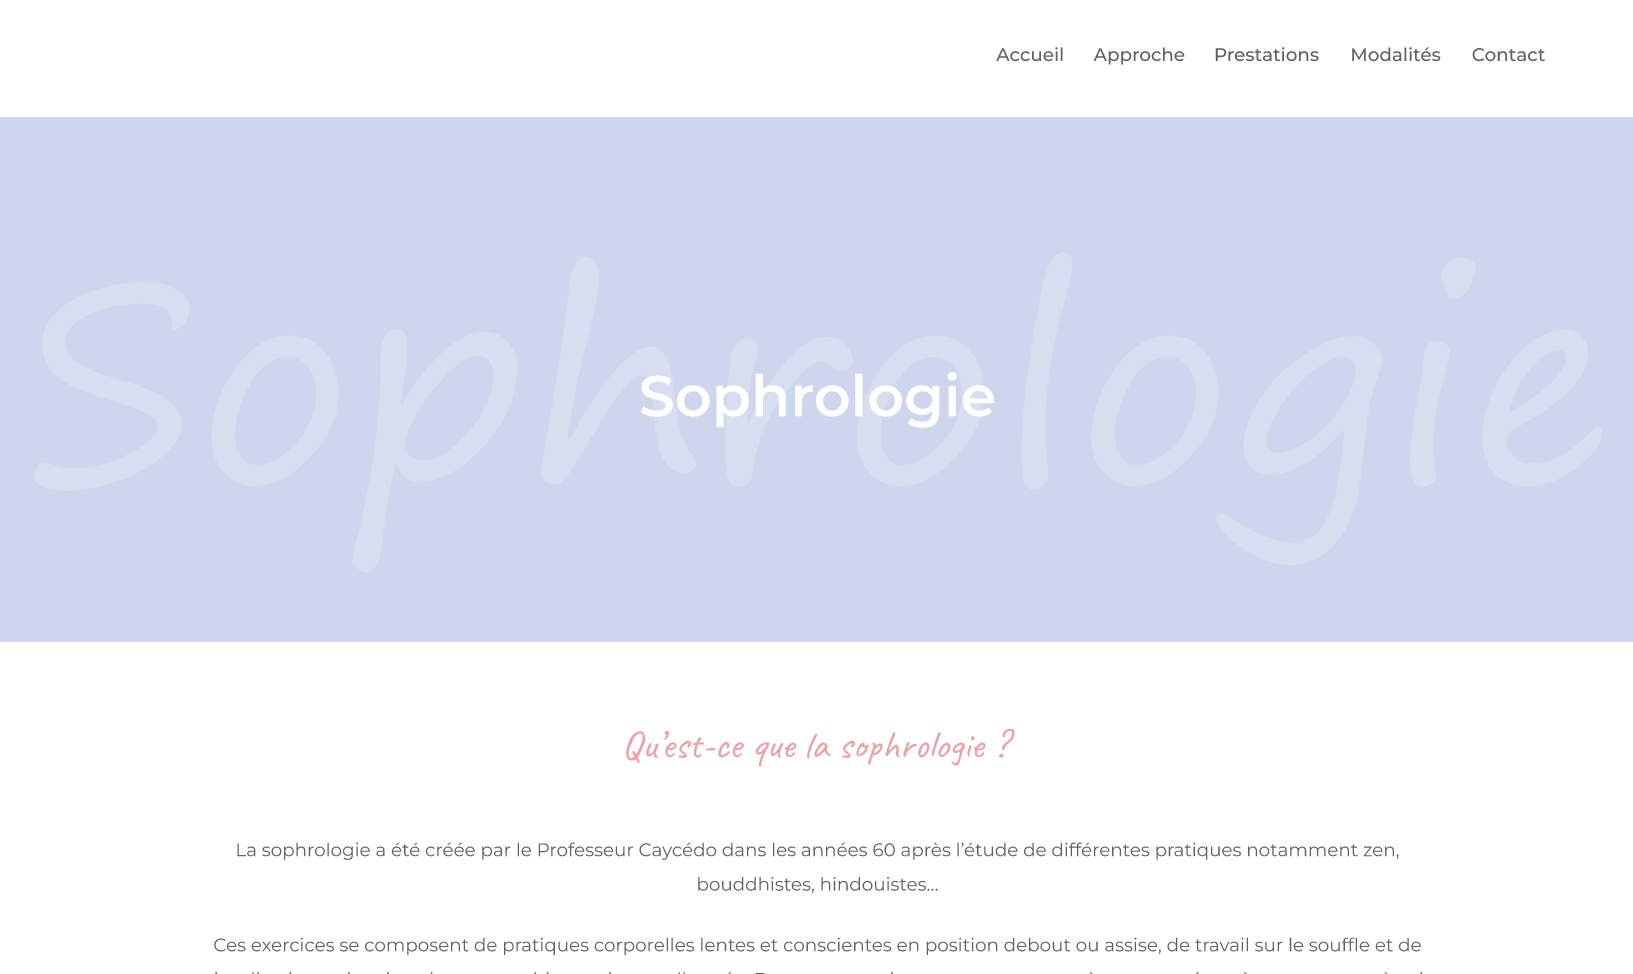 Accueil Approche Prestations Modalités Contact
Sophrologie
Sophrologie
Qu’est-ce que la sophrologie ?
La sophrologie a été créée par le Professeur Caycédo dans les années 60 après l’étude de différentes pratiques notamment zen,
bouddhistes, hindouistes…
Ces exercices se composent de pratiques corporelles lentes et conscientes en position debout ou assise, de travail sur le souffle et de